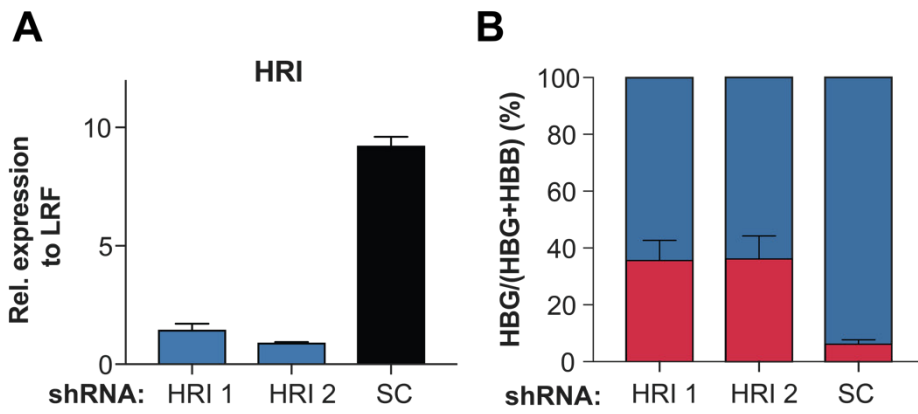 A
HRI
Rel. expression
to LRF
10
5
0
shRNA: HRI 1 HRI 2 SC
B
HBG/(HBG+HBB) (%)
100
80
60
40
20
0
shRNA: HRI 1 HRI 2 SC